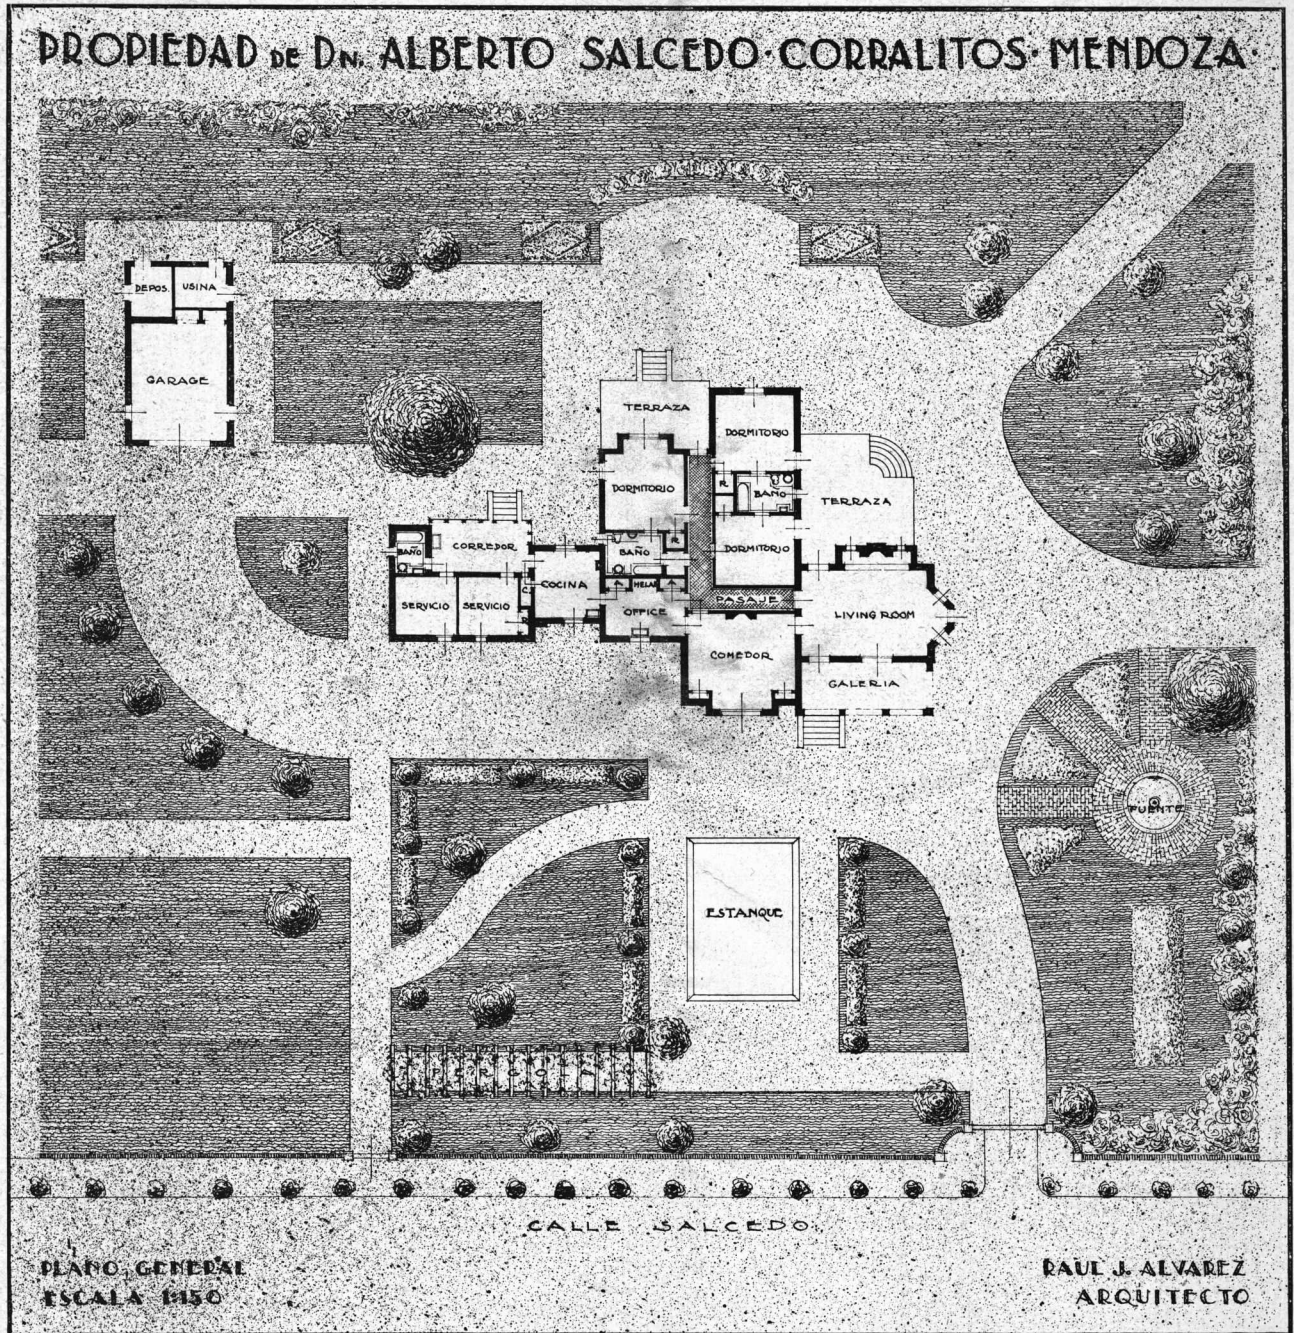 PROPIEDAD DE DN. ALBERTO SALCEDO · CORRALITOS · MENDOZA ·
DEPOS.
USINA
GARAGE
TERRAZA
DORMITORIO
DORMITORIO
R
BAÑO
TERRAZA
BAÑO
CORREDOR
BAÑO
R
DORMITORIO
COCINA
HELAD
C
SERVICIO
SERVICIO
R
OFFICE
PASAJE
LIVING ROOM
COMEDOR
GALERIA
FUENTE
ESTANQUE
PERGOLA
CALLE SALCEDO.
PLANO GENERAL
ESCALA 1:150
RAUL J. ALVAREZ
ARQUITECTO